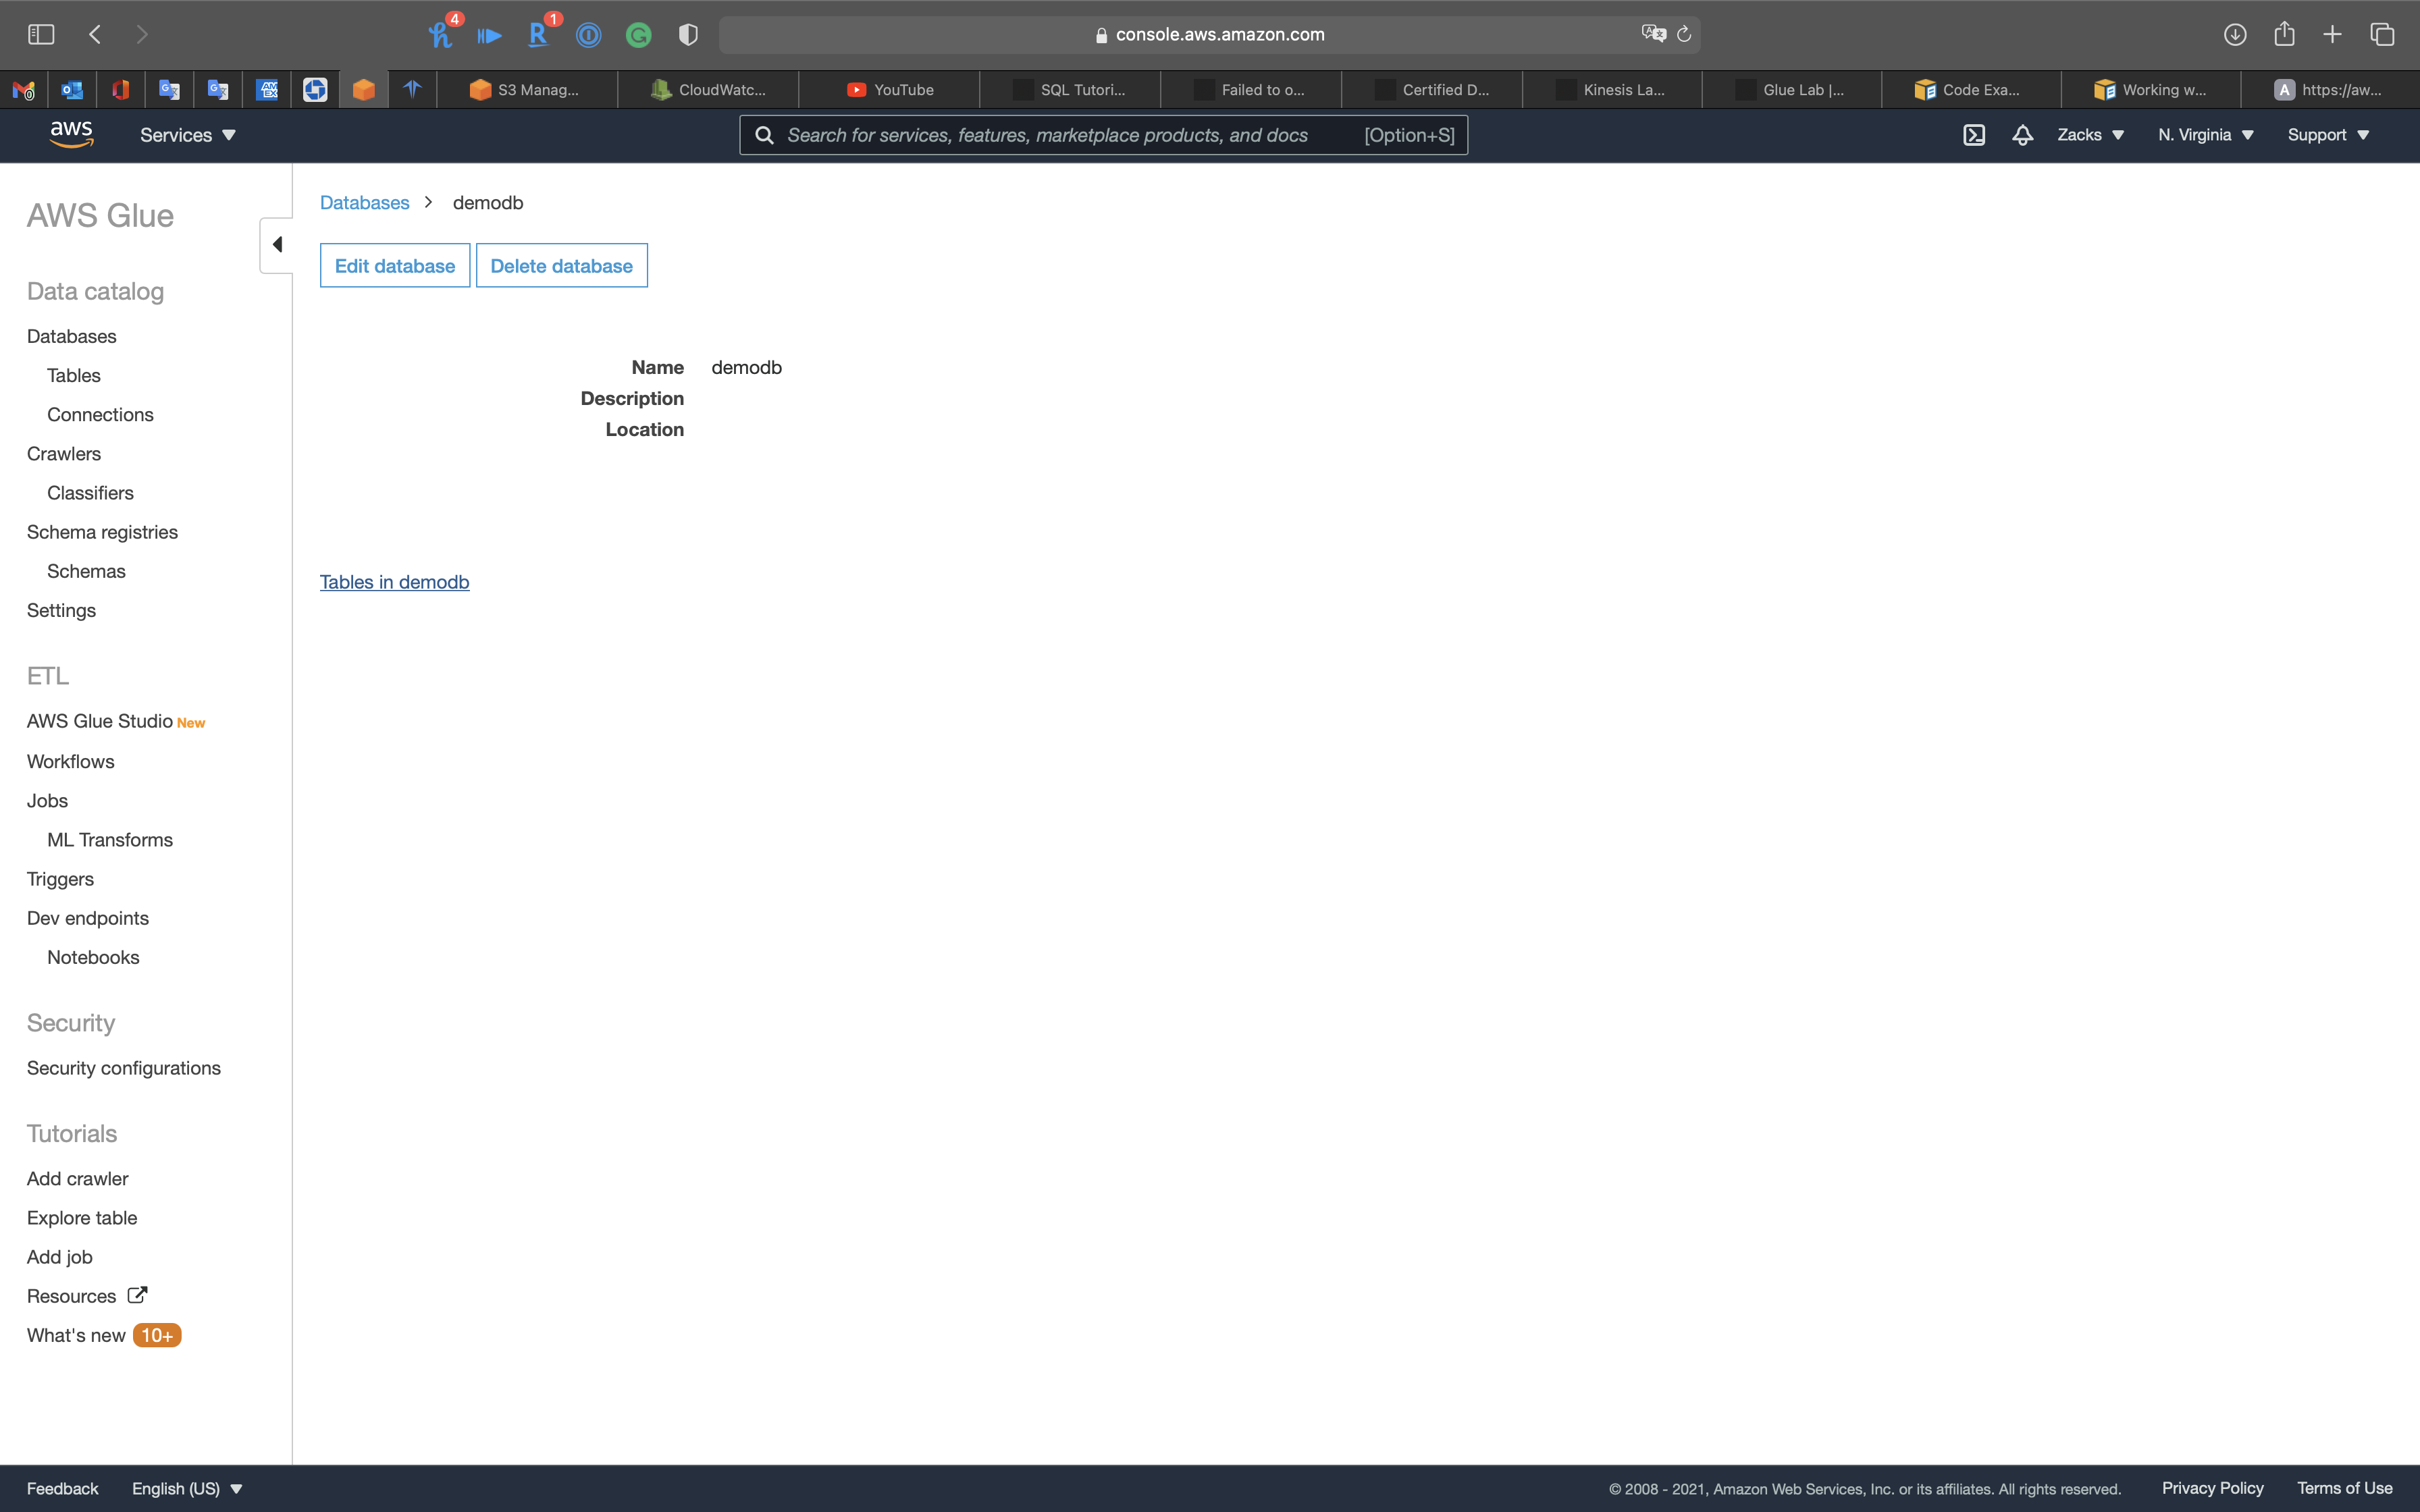 4
1
console.aws.amazon.com
S3 Manag...
CloudWatc...
YouTube
SQL Tutori...
Failed to o...
Certified D...
Kinesis La...
Glue Lab |...
Code Exa...
Working w...
A https://aw...
aws
Services
Search for services, features, marketplace products, and docs [Option+S]
Zacks
N. Virginia
Support
AWS Glue
Data catalog
Databases
Tables
Connections
Crawlers
Classifiers
Schema registries
Schemas
Settings
ETL
AWS Glue Studio New
Workflows
Jobs
ML Transforms
Triggers
Dev endpoints
Notebooks
Security
Security configurations
Tutorials
Add crawler
Explore table
Add job
Resources
What's new 10+
Databases > demodb
Edit database
Delete database
Name demodb
Description
Location
Tables in demodb
Feedback
English (US)
© 2008 - 2021, Amazon Web Services, Inc. or its affiliates. All rights reserved.
Privacy Policy
Terms of Use